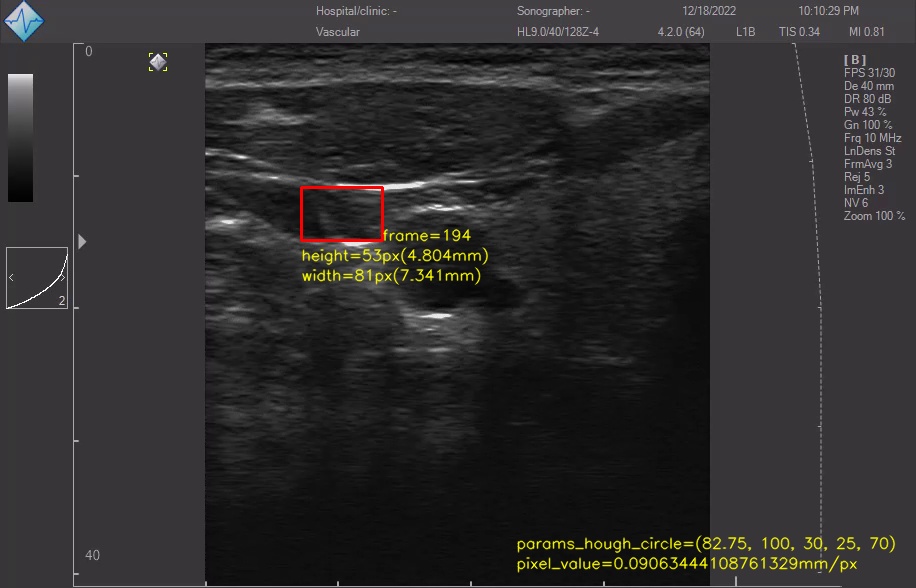 Hospital/clinic: - Sonographer: - 12/18/2022 10:10:29 PM
Vascular HL9.0/40/128Z-4 4.2.0 (64) L1B TIS 0.34 MI 0.81
0
[ B ]
FPS 31/30
De 40 mm
DR 80 dB
Pw 43 %
Gn 100 %
Frq 10 MHz
LnDens St
FrmAvg 3
Rej 5
ImEnh 3
NV 6
Zoom 100 %
frame=194
height=53px(4.804mm)
width=81px(7.341mm)
2
40
params_hough_circle=(82.75, 100, 30, 25, 70)
pixel_value=0.09063444108761329mm/px